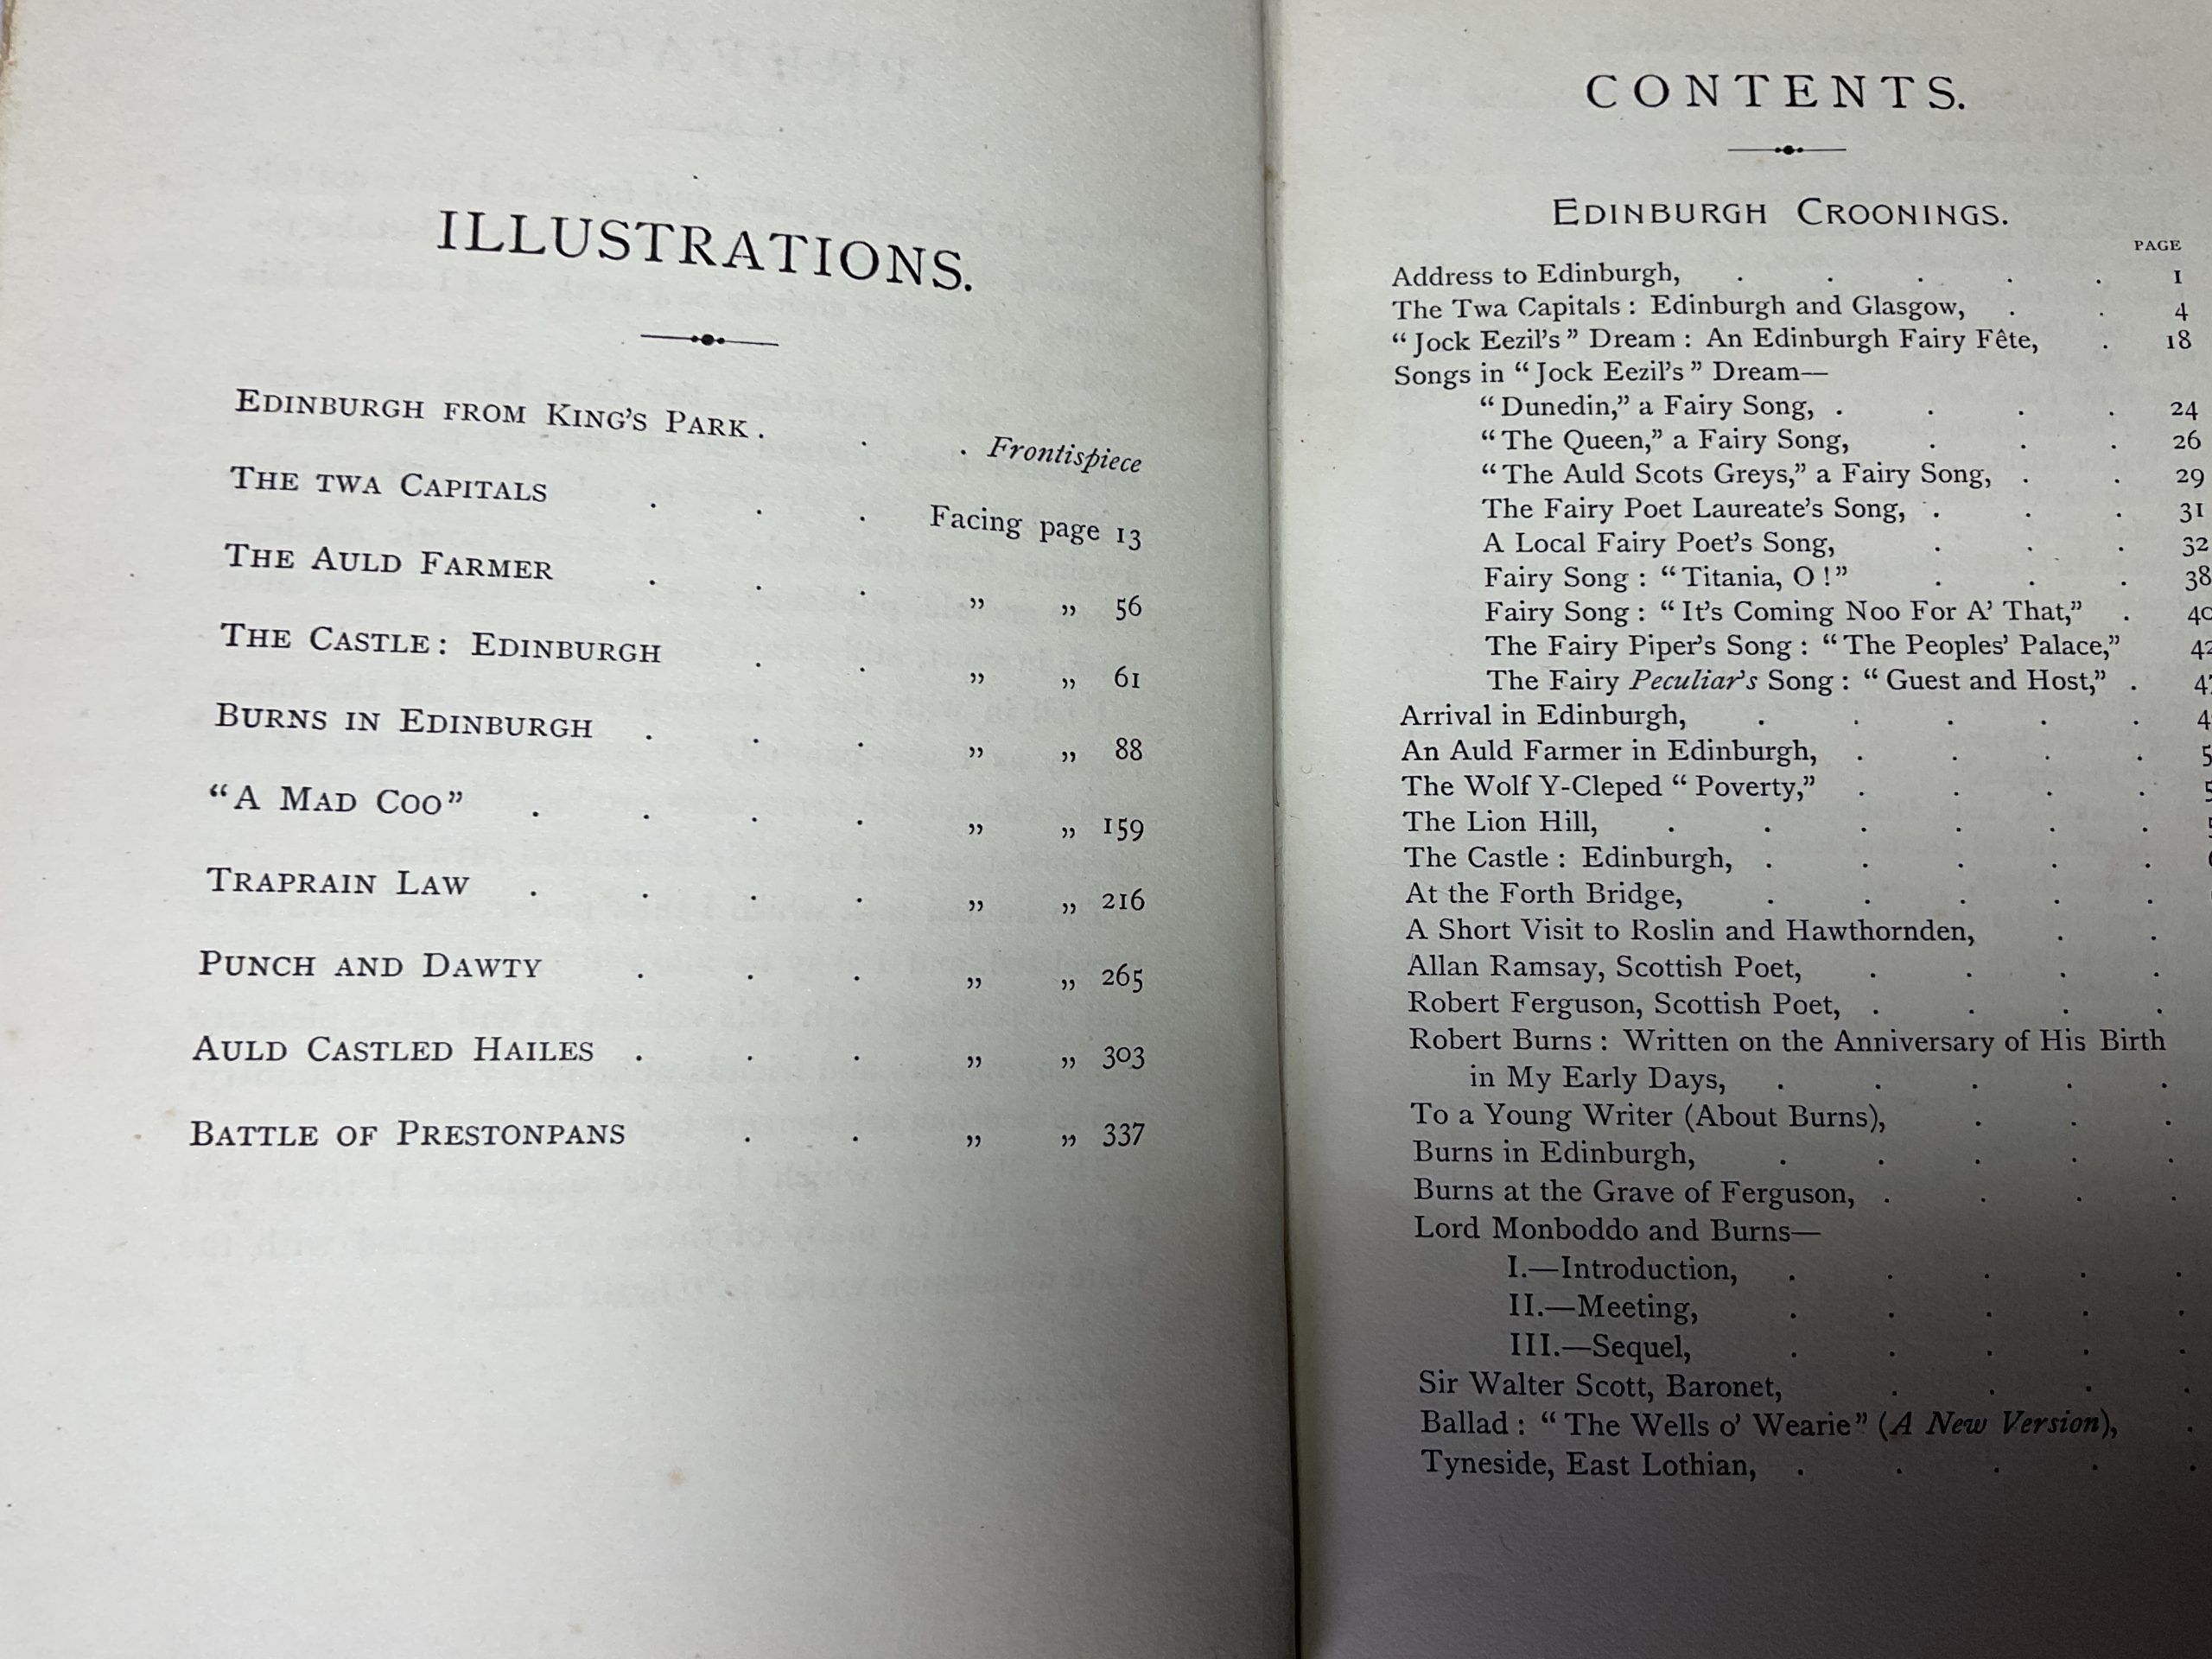 ILLUSTRATIONS.
EDINBURGH FROM KING'S PARK . . . Frontispiece
THE TWA CAPITALS . . . Facing page 13
THE AULD FARMER . . . „ „ 56
THE CASTLE: EDINBURGH . . „ „ 61
BURNS IN EDINBURGH . . . „ „ 88
“A MAD COO” . . . . „ „ 159
TRAPRAIN LAW . . . . „ „ 216
PUNCH AND DAWTY . . . „ „ 265
AULD CASTLED HAILES . . . „ „ 303
BATTLE OF PRESTONPANS . . „ „ 337
CONTENTS.
EDINBURGH CROONINGS.
PAGE
Address to Edinburgh, . . . . . 1
The Twa Capitals: Edinburgh and Glasgow, . . 4
“Jock Eezil's” Dream: An Edinburgh Fairy Fête, . 18
Songs in “Jock Eezil's” Dream—
“Dunedin,” a Fairy Song, . . . . 24
“The Queen,” a Fairy Song, . . . 26
“The Auld Scots Greys,” a Fairy Song, . . 29
The Fairy Poet Laureate's Song, . . . 31
A Local Fairy Poet's Song, . . . 32
Fairy Song: “Titania, O!” . . . 38
Fairy Song: “It's Coming Noo For A' That,” . 40
The Fairy Piper's Song: “The Peoples' Palace,” 42
The Fairy Peculiar's Song: “Guest and Host,” .
Arrival in Edinburgh, . . . . .
An Auld Farmer in Edinburgh, . . . .
The Wolf Y-Cleped “Poverty,” . . . .
The Lion Hill, . . . . . .
The Castle: Edinburgh, . . . . .
At the Forth Bridge, . . . . .
A Short Visit to Roslin and Hawthornden, . .
Allan Ramsay, Scottish Poet, . . . .
Robert Ferguson, Scottish Poet, . . . .
Robert Burns: Written on the Anniversary of His Birth
in My Early Days, . . . . .
To a Young Writer (About Burns), . . .
Burns in Edinburgh, . . . . .
Burns at the Grave of Ferguson, . . . .
Lord Monboddo and Burns—
I.—Introduction, . . . . .
II.—Meeting, . . . . .
III.—Sequel, . . . . .
Sir Walter Scott, Baronet, . . . .
Ballad: “The Wells o' Wearie” (A New Version), .
Tyneside, East Lothian, . . . . .